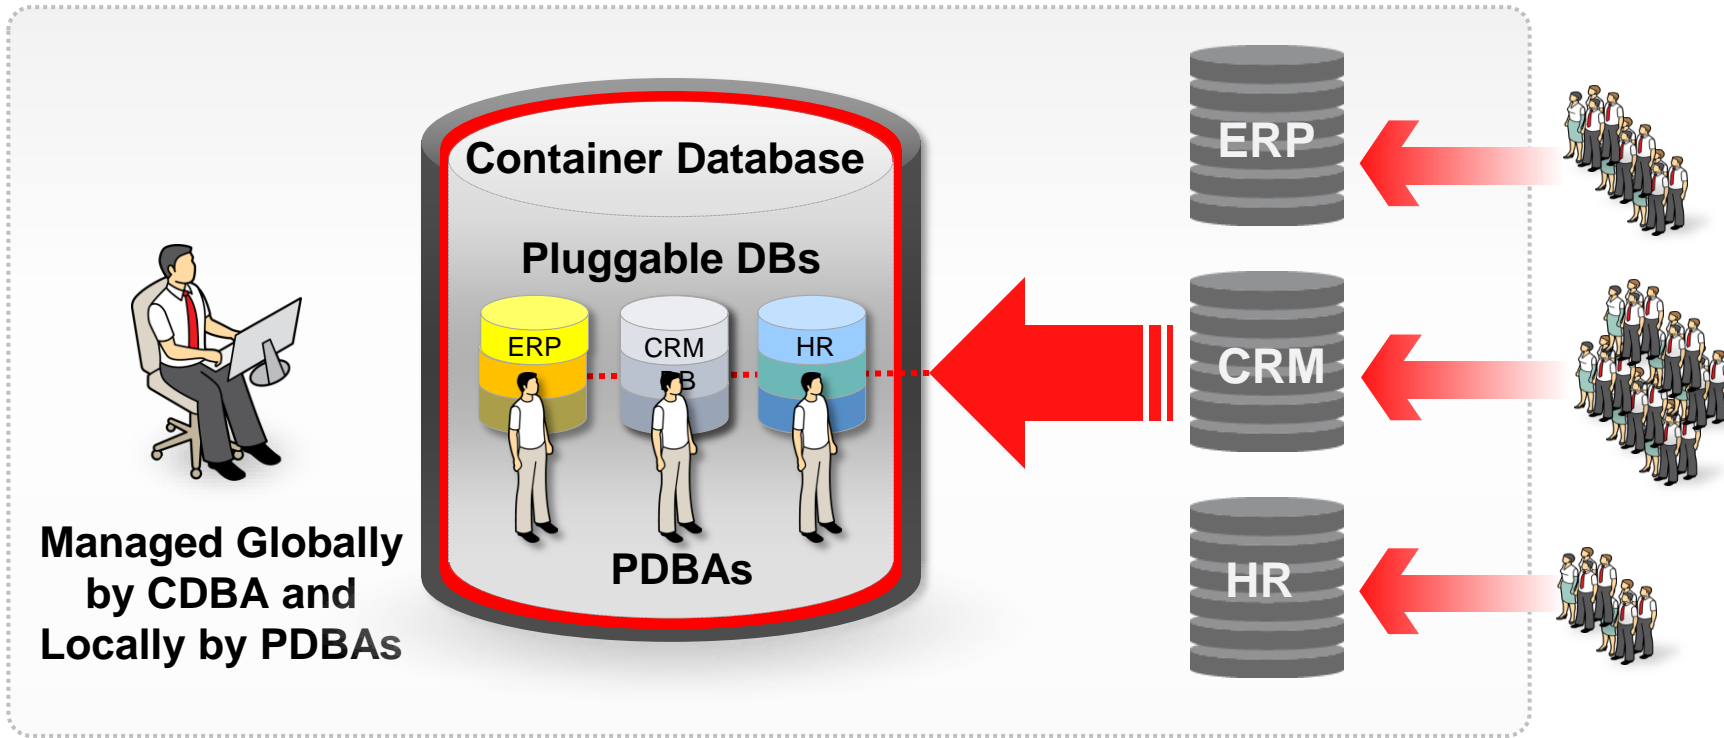 Container Database
Pluggable DBs
ERP
CRM
DB
HR
PDBAs
Managed Globally
by CDBA and
Locally by PDBAs
ERP
CRM
HR